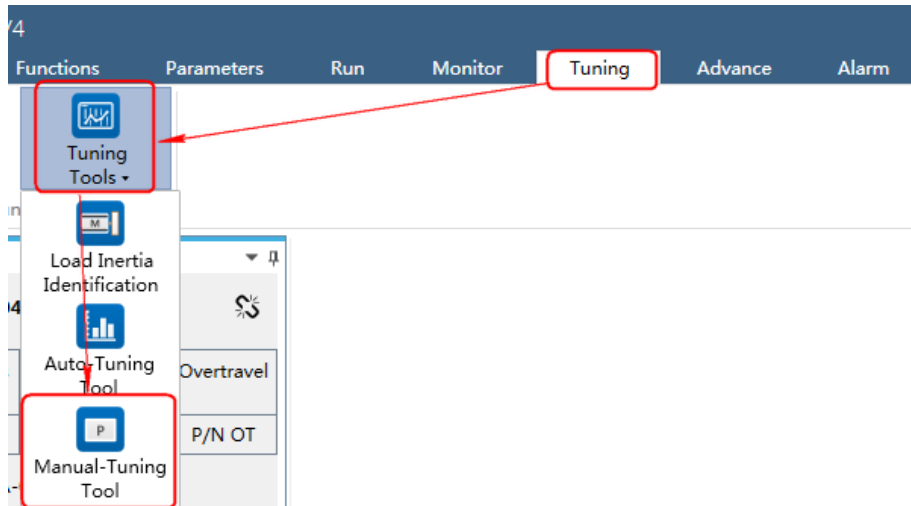 V4
Functions Parameters Run Monitor Tuning Advance Alarm
Tuning
Tools
M
Load Inertia
Identification
Auto-Tuning
Tool
Overtravel
P
P/N OT
Manual-Tuning
Tool